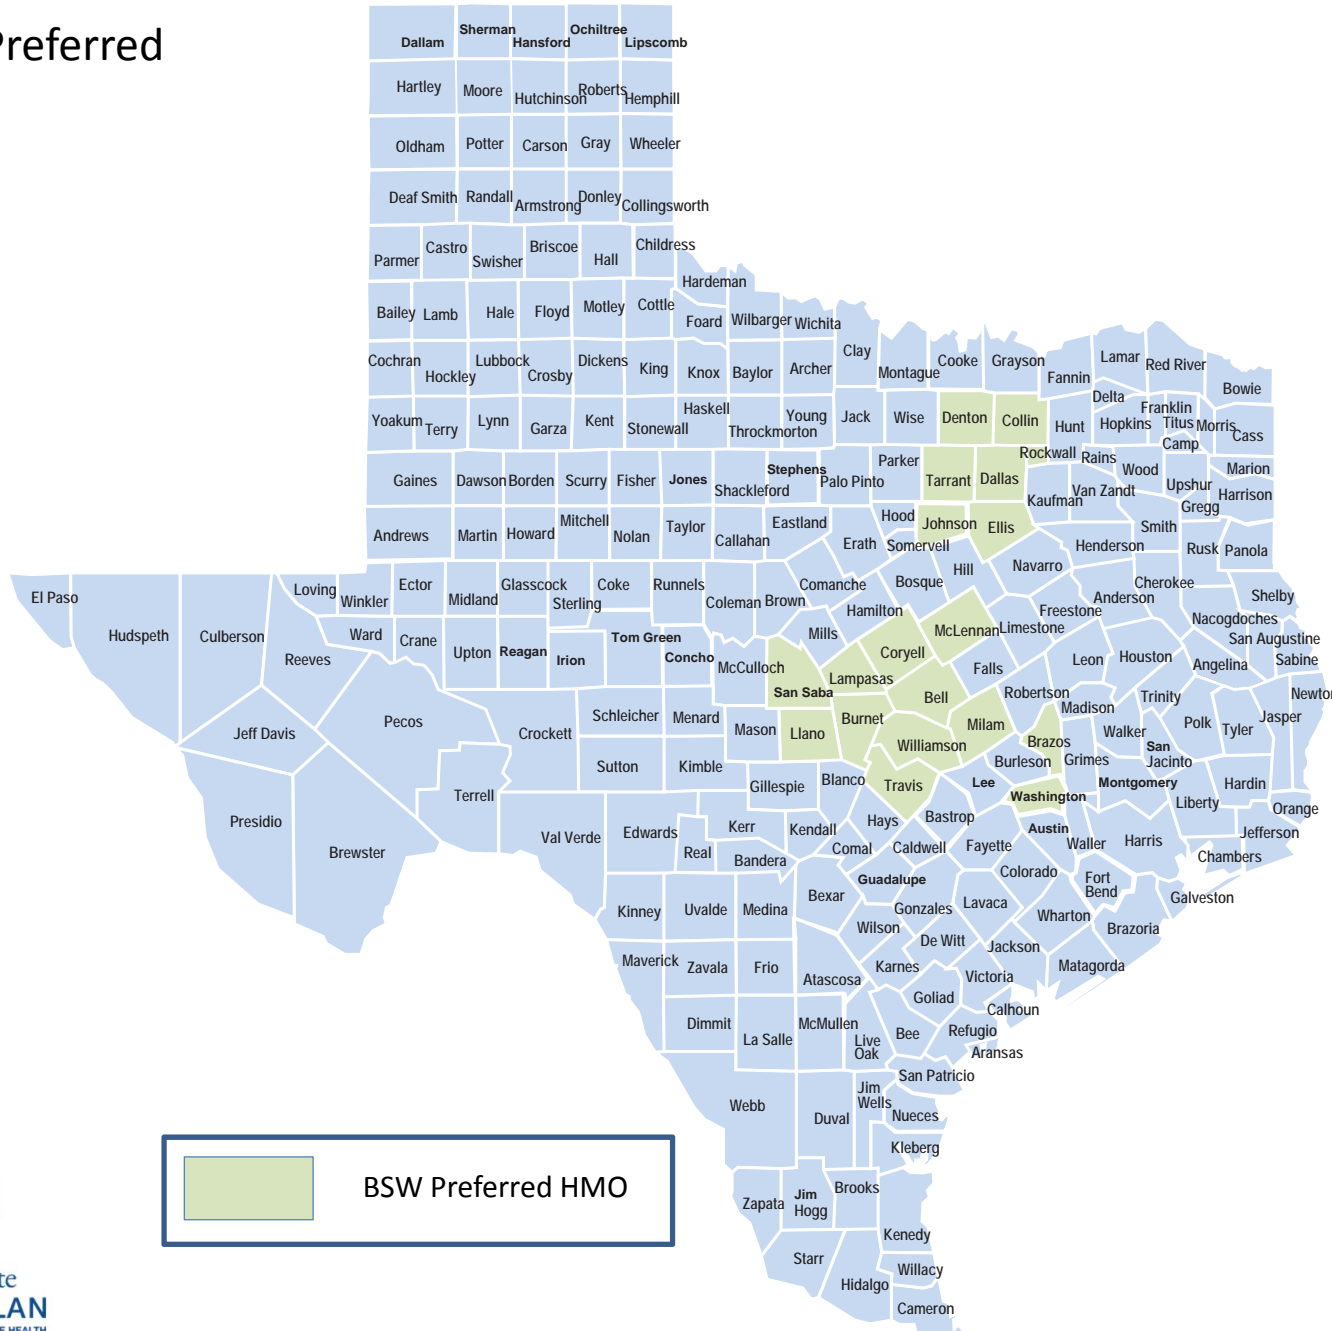 Preferred
Dallam
Sherman
Hansford
Ochiltree
Lipscomb
Hartley
Moore
Hutchinson
Roberts
Hemphill
Oldham
Potter
Carson
Gray
Wheeler
Deaf Smith
Randall
Armstrong
Donley
Collingsworth
Parmer
Castro
Swisher
Briscoe
Hall
Childress
Hardeman
Bailey
Lamb
Hale
Floyd
Motley
Cottle
Foard
Wilbarger
Wichita
Clay
Montague
Cooke
Grayson
Fannin
Lamar
Red River
Bowie
Cochran
Hockley
Lubbock
Crosby
Dickens
King
Knox
Baylor
Archer
Delta
Franklin
Titus
Morris
Cass
Yoakum
Terry
Lynn
Garza
Kent
Stonewall
Haskell
Throckmorton
Young
Jack
Wise
Denton
Collin
Hunt
Hopkins
Camp
Rockwall
Rains
Wood
Upshur
Marion
Harrison
Gregg
Gaines
Dawson
Borden
Scurry
Fisher
Jones
Shackleford
Stephens
Palo Pinto
Parker
Tarrant
Dallas
Kaufman
Van Zandt
Smith
Andrews
Martin
Howard
Mitchell
Nolan
Taylor
Callahan
Eastland
Erath
Hood
Somervell
Johnson
Ellis
Henderson
Rusk
Panola
El Paso
Hudspeth
Culberson
Loving
Winkler
Ector
Midland
Glasscock
Sterling
Coke
Runnels
Coleman
Brown
Comanche
Hamilton
Bosque
Hill
Navarro
Freestone
Anderson
Cherokee
Shelby
Nacogdoches
San Augustine
Sabine
Reeves
Ward
Crane
Upton
Reagan
Irion
Tom Green
Concho
McCulloch
Mills
Coryell
McLennan
Limestone
Falls
Leon
Houston
Angelina
Newton
San Saba
Lampasas
Bell
Robertson
Madison
Trinity
Polk
Tyler
Jasper
Jeff Davis
Pecos
Crockett
Schleicher
Menard
Mason
Llano
Burnet
Williamson
Milam
Brazos
Burleson
Grimes
Walker
San
Jacinto
Sutton
Kimble
Gillespie
Blanco
Travis
Lee
Washington
Montgomery
Liberty
Hardin
Orange
Presidio
Brewster
Terrell
Val Verde
Edwards
Real
Kerr
Bandera
Kendall
Comal
Hays
Caldwell
Bastrop
Fayette
Austin
Waller
Harris
Chambers
Jefferson
Colorado
Fort
Bend
Galveston
Kinney
Uvalde
Medina
Bexar
Guadalupe
Gonzales
Lavaca
Wharton
Brazoria
Wilson
De Witt
Jackson
Matagorda
Maverick
Zavala
Frio
Atascosa
Karnes
Victoria
Goliad
Calhoun
Dimmit
La Salle
McMullen
Live
Oak
Bee
Refugio
Aransas
San Patricio
Webb
Duval
Jim
Wells
Nueces
Kleberg
Zapata
Jim
Hogg
Brooks
Kenedy
Starr
Hidalgo
Willacy
Cameron
BSW Preferred HMO
te
LAN
E HEALTH